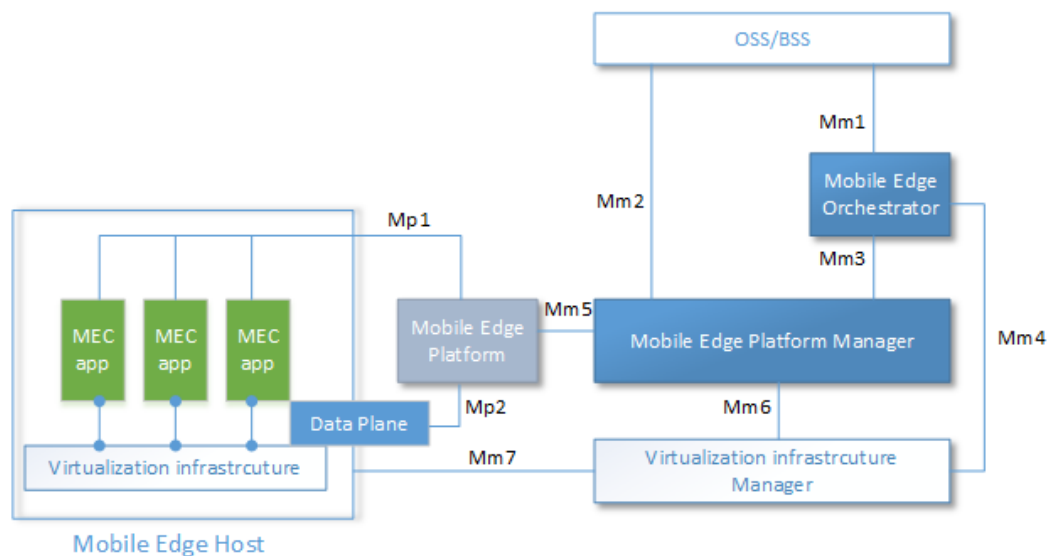 OSS/BSS
Mm1
Mobile Edge
Orchestrator
Mm2
Mp1
Mm3
MEC
app
MEC
app
MEC
app
Mobile Edge
Platform
Mm5
Mobile Edge Platform Manager
Mm4
Data Plane
Mp2
Mm6
Virtualization infrastrcuture
Mm7
Virtualization infrastrcuture
Manager
Mobile Edge Host